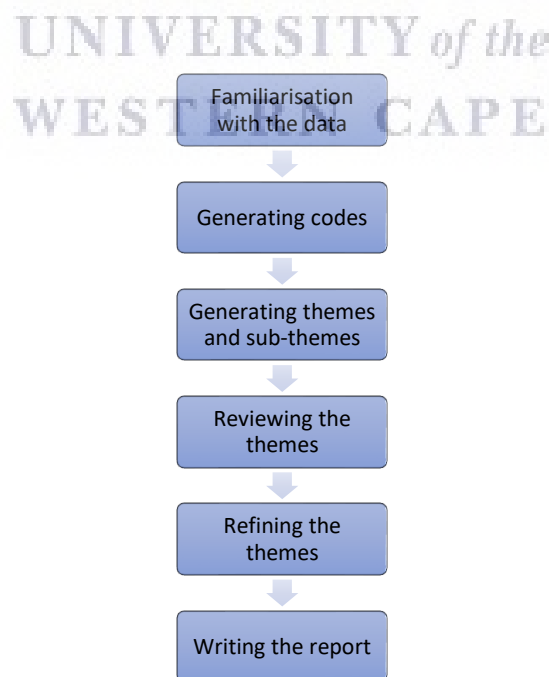 UNIVERSITY of the
Familiarisation
WESTERN CAPE
with the data
Generating codes
Generating themes
and sub-themes
Reviewing the
themes
Refining the
themes
Writing the report